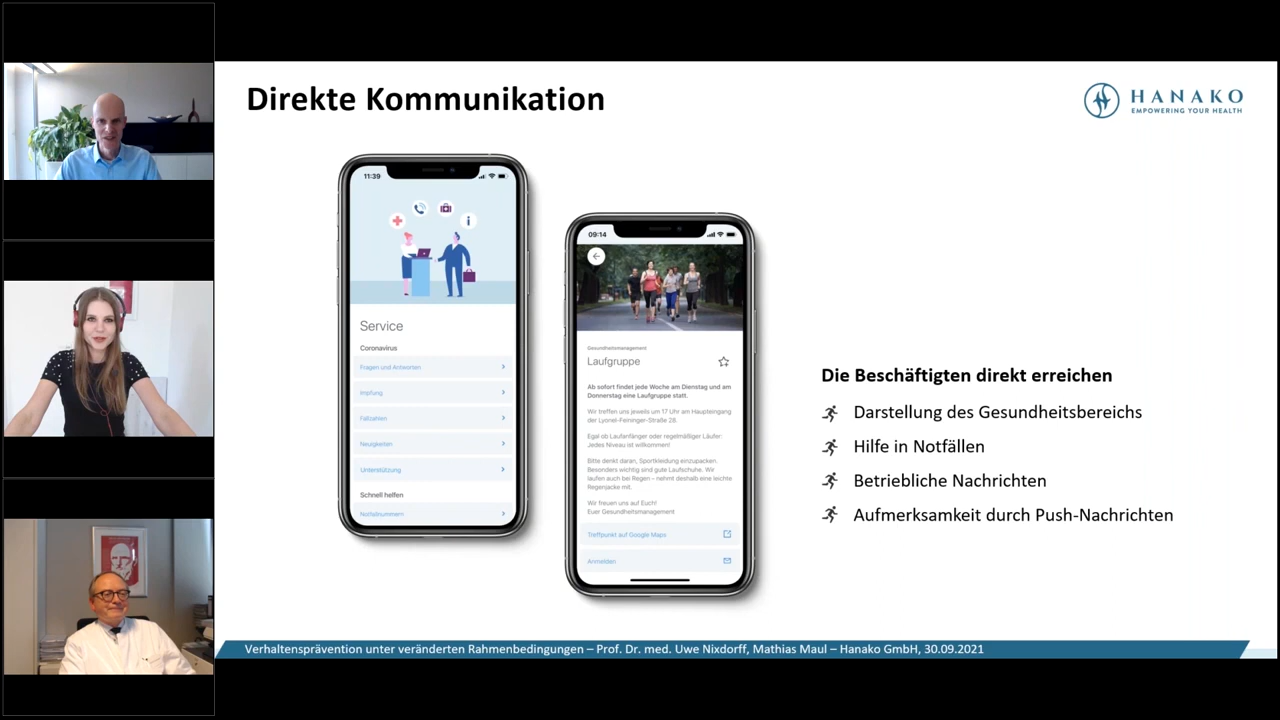 Direkte Kommunikation
HANAKO
EMPOWERING YOUR HEALTH
11:39
Service
Coronavirus
Fragen und Antworten
Impfung
Fallzahlen
Neuigkeiten
Unterstützung
Schnell helfen
Notfallnummern
09:14
Gesundheitsmanagement
Laufgruppe
Ab sofort findet jede Woche am Dienstag und am
Donnerstag eine Laufgruppe statt.
Wir treffen uns jeweils um 17 Uhr am Haupteingang
der Lyonel-Feininger-Straße 28.
Egal ob Laufanfänger oder regelmäßiger Läufer:
Jedes Niveau ist willkommen!
Bitte denkt daran, Sportkleidung einzupacken.
Besonders wichtig sind gute Laufschuhe. Wir
laufen auch bei Regen – nehmt deshalb eine leichte
Regenjacke mit.
Wir freuen uns auf Euch!
Euer Gesundheitsmanagement
Treffpunkt auf Google Maps
Anmelden
Die Beschäftigten direkt erreichen
Darstellung des Gesundheitsbereichs
Hilfe in Notfällen
Betriebliche Nachrichten
Aufmerksamkeit durch Push-Nachrichten
Verhaltensprävention unter veränderten Rahmenbedingungen – Prof. Dr. med. Uwe Nixdorff, Mathias Maul – Hanako GmbH, 30.09.2021